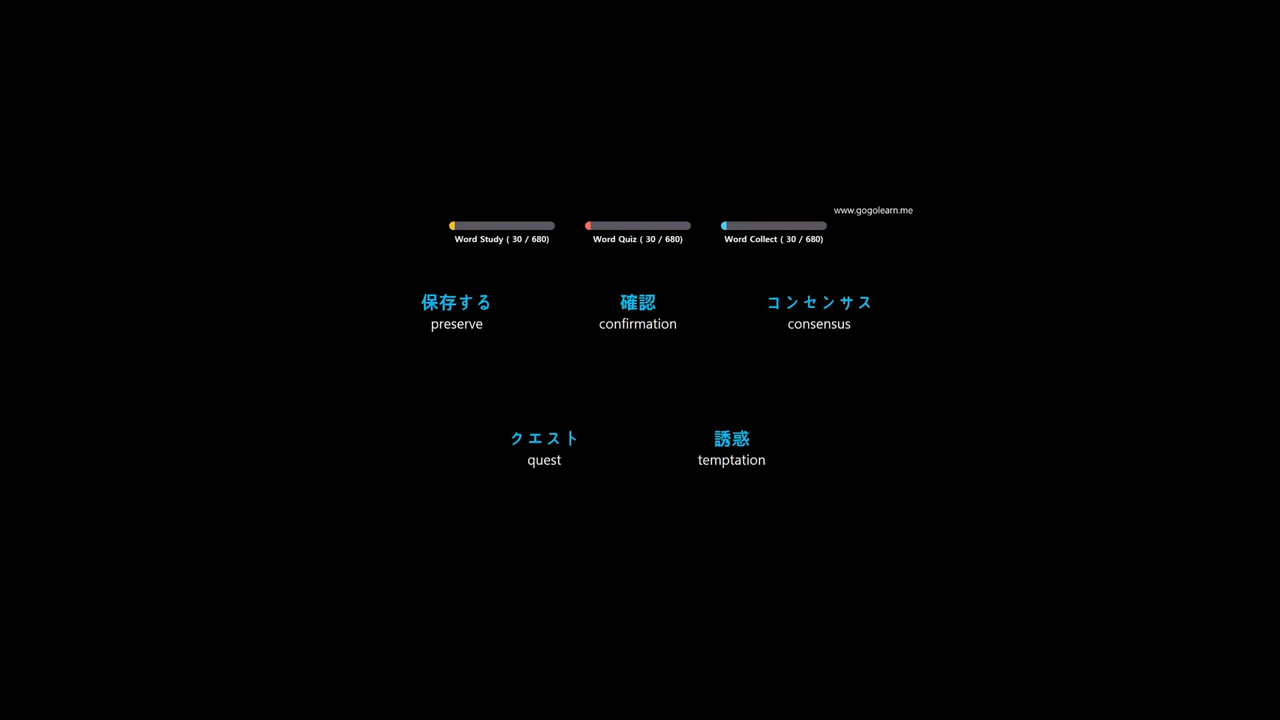 www.gogolearn.me
Word Study ( 30 / 680)
Word Quiz ( 30 / 680)
Word Collect ( 30 / 680)
保存する
preserve
確認
confirmation
コンセンサス
consensus
クエスト
quest
誘惑
temptation